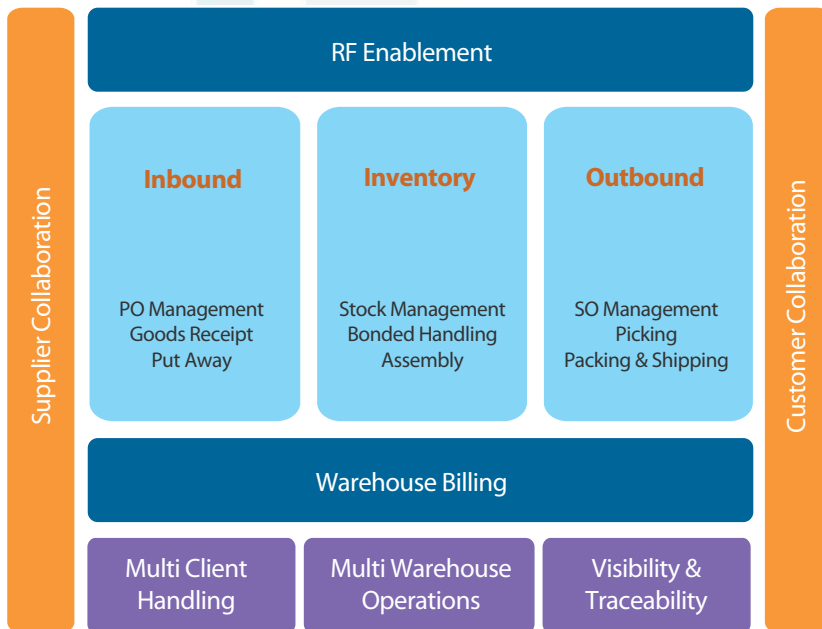 Supplier Collaboration
RF Enablement
Inbound
PO Management
Goods Receipt
Put Away
Inventory
Stock Management
Bonded Handling
Assembly
Outbound
SO Management
Picking
Packing & Shipping
Customer Collaboration
Warehouse Billing
Multi Client
Handling
Multi Warehouse
Operations
Visibility &
Traceability